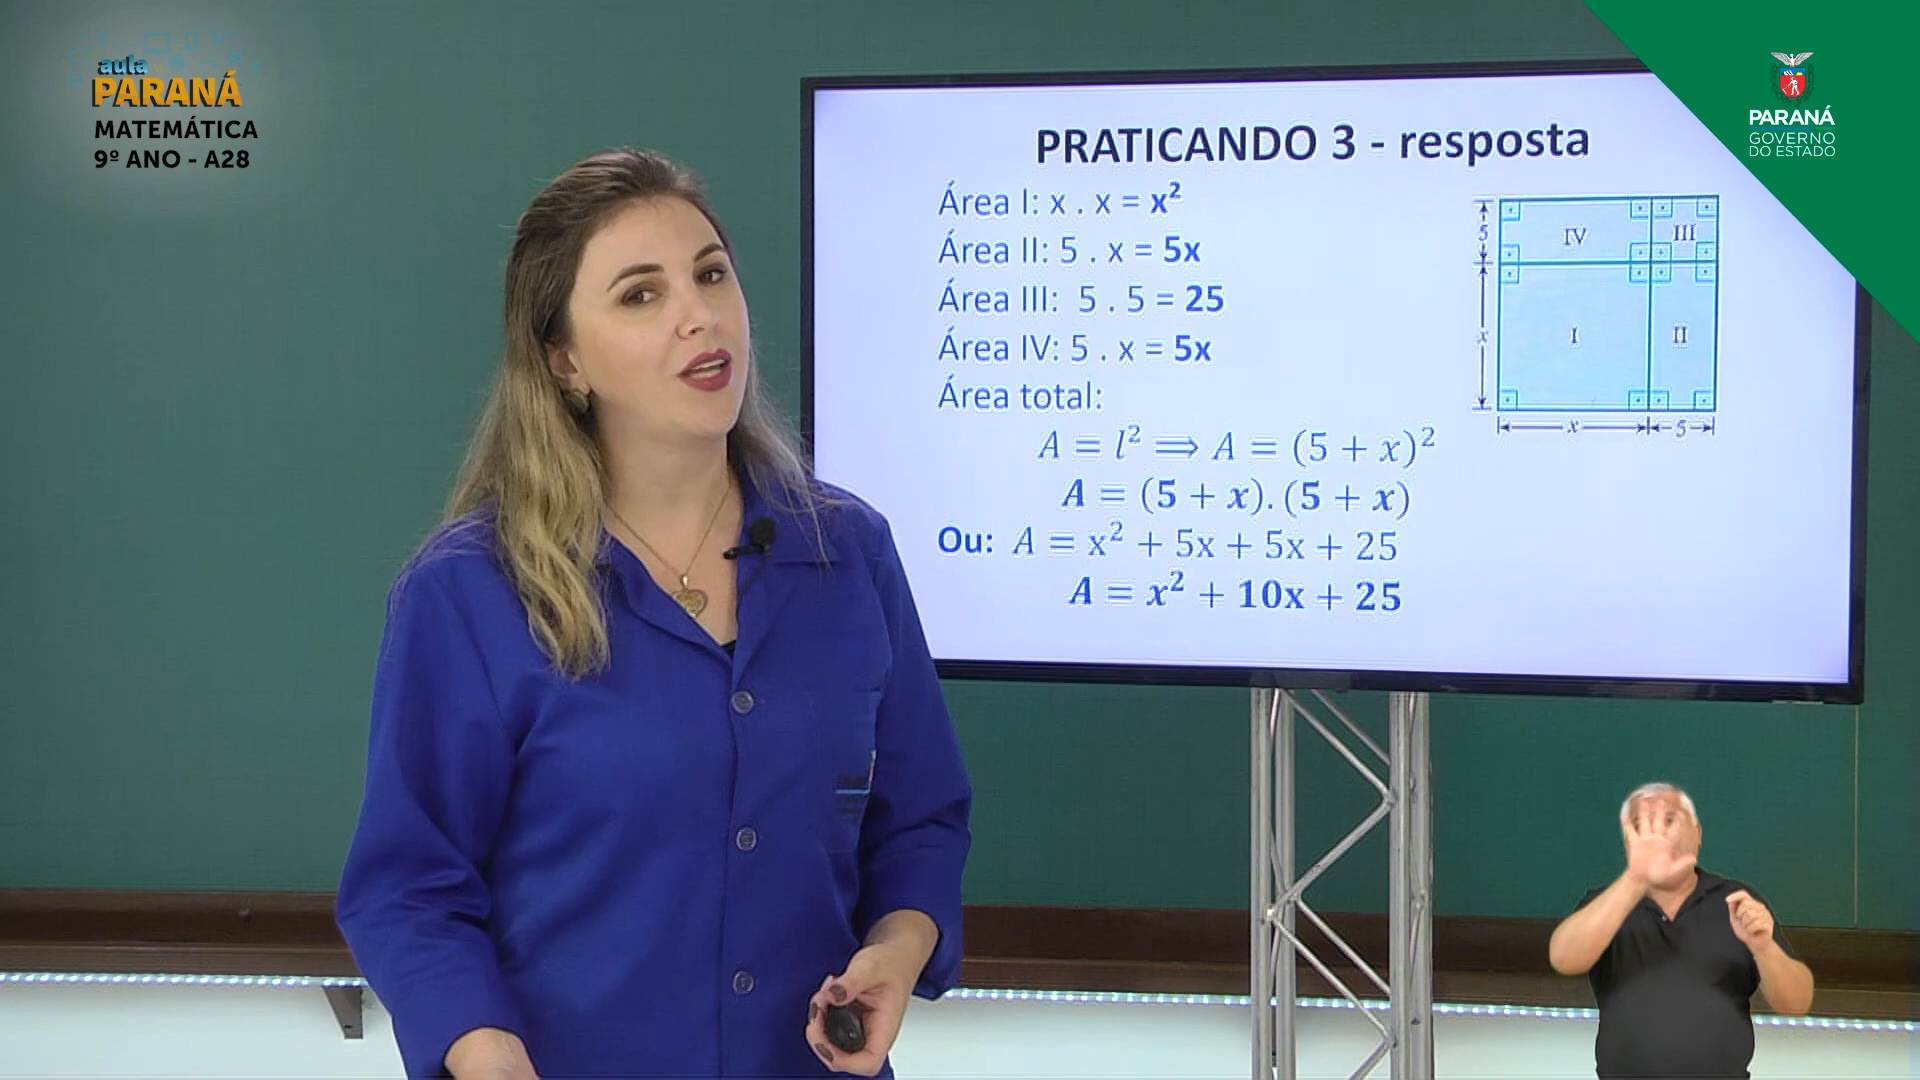 aula
PARANÁ
MATEMÁTICA
9º ANO - A28
PARANÁ
GOVERNO
DO ESTADO
PRATICANDO 3 - resposta
Área I: x . x = x²
Área II: 5 . x = 5x
Área III: 5 . 5 = 25
Área IV: 5 . x = 5x
Área total:
A = l² ⟹ A = (5 + x)²
A = (5 + x). (5 + x)
Ou: A = x² + 5x + 5x + 25
A = x² + 10x + 25
5 IV III
x I II
x 5